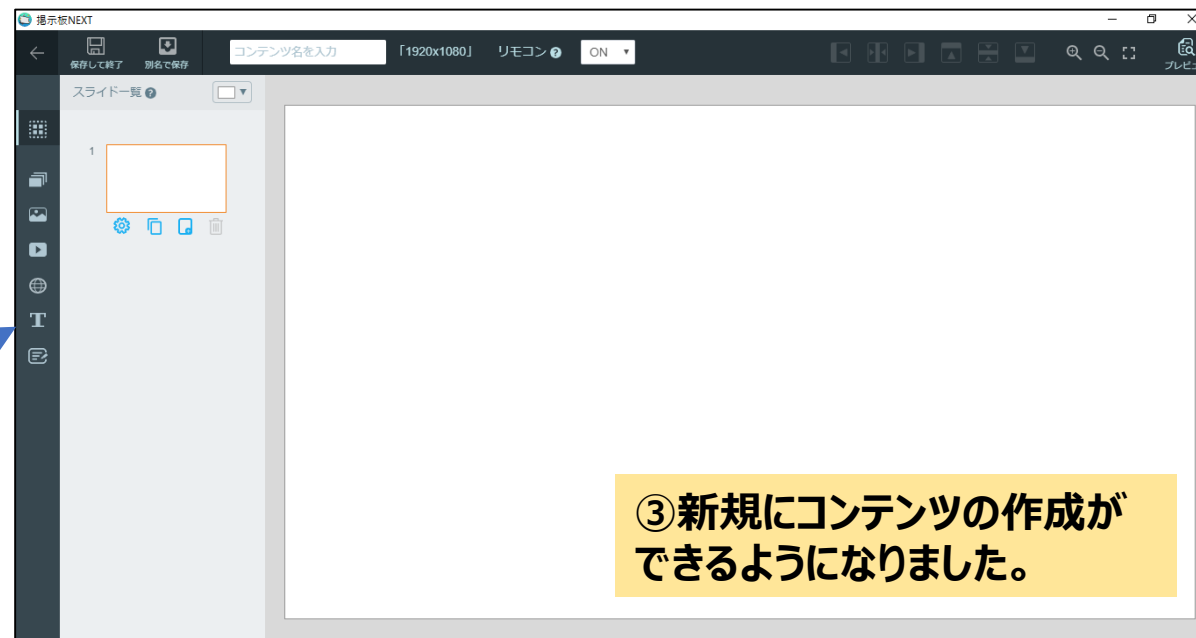 掲示板NEXT
保存して終了
別名で保存
コンテンツ名を入力
「1920x1080」
リモコン
ON
プレビュ
スライド一覧
1
T
③新規にコンテンツの作成が
できるようになりました。